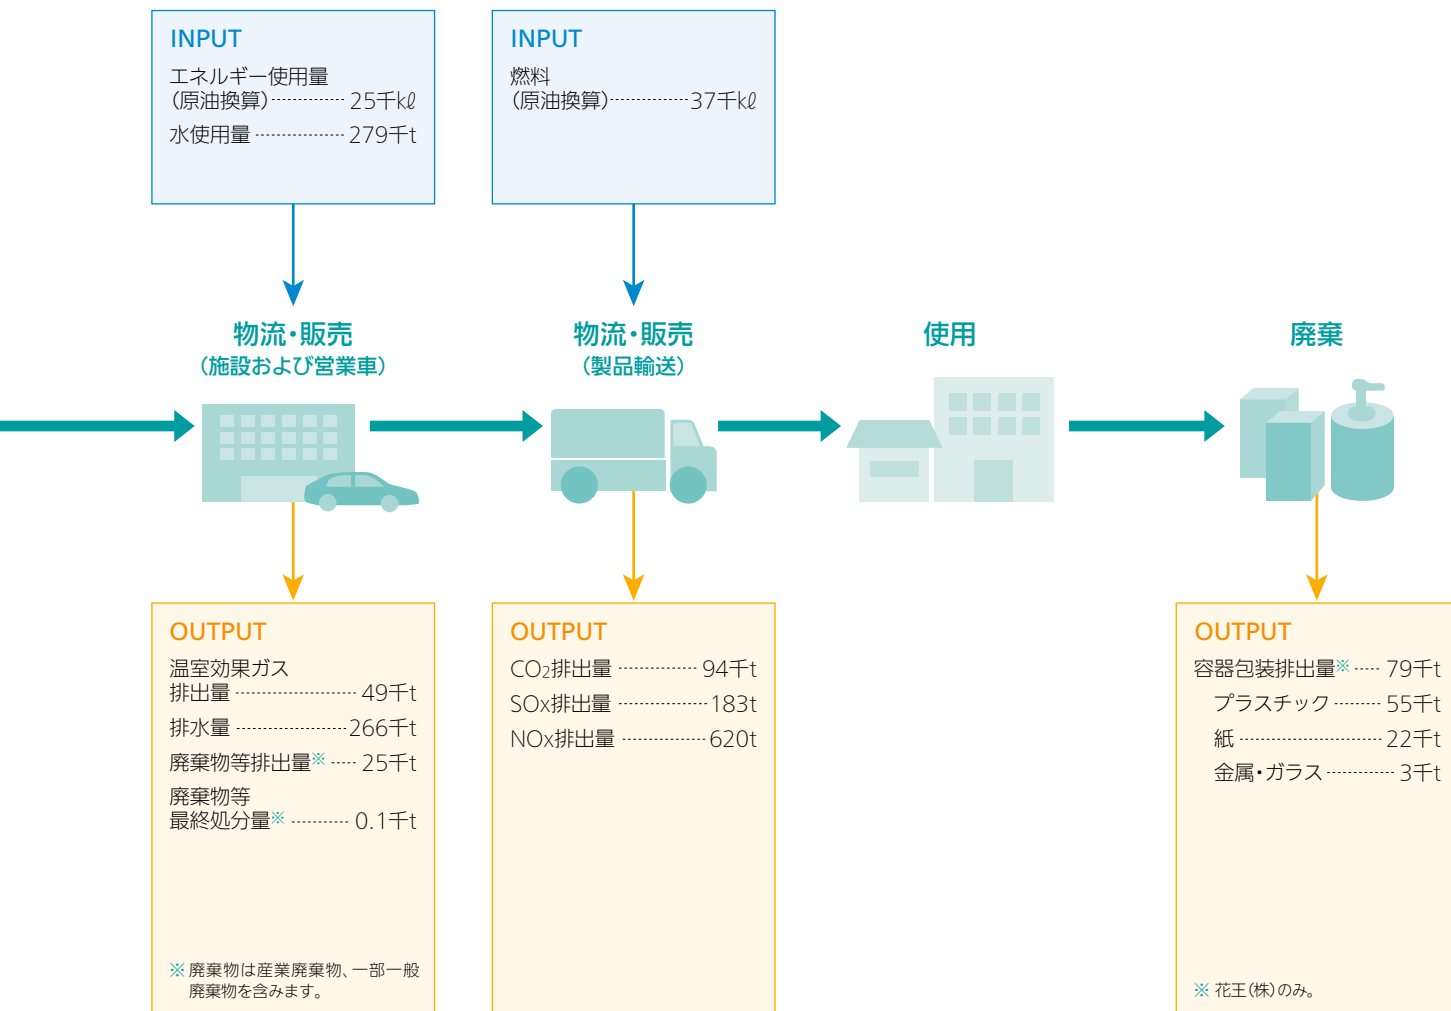 INPUT
エネルギー使用量
(原油換算) 25千kℓ
水使用量 279千t
INPUT
燃料
(原油換算) 37千kℓ
物流・販売
(施設および営業車)
物流・販売
(製品輸送)
使用
廃棄
OUTPUT
温室効果ガス
排出量 49千t
排水量 266千t
廃棄物等排出量※ 25千t
廃棄物等
最終処分量※ 0.1千t
※ 廃棄物は産業廃棄物、一部一般
廃棄物を含みます。
OUTPUT
CO₂排出量 94千t
SOx排出量 183t
NOx排出量 620t
OUTPUT
容器包装排出量※ 79千t
プラスチック 55千t
紙 22千t
金属・ガラス 3千t
※ 花王(株)のみ。